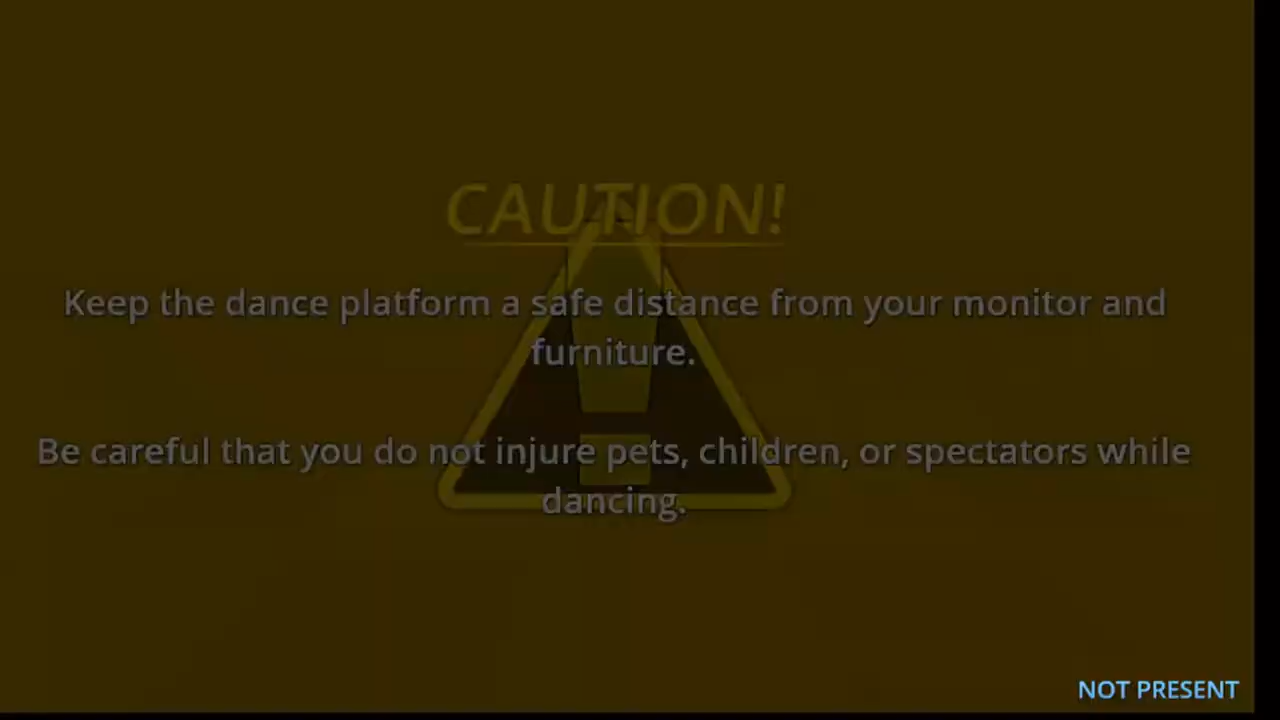 CAUTION!
Keep the dance platform a safe distance from your monitor and
furniture.
Be careful that you do not injure pets, children, or spectators while
dancing.
NOT PRESENT